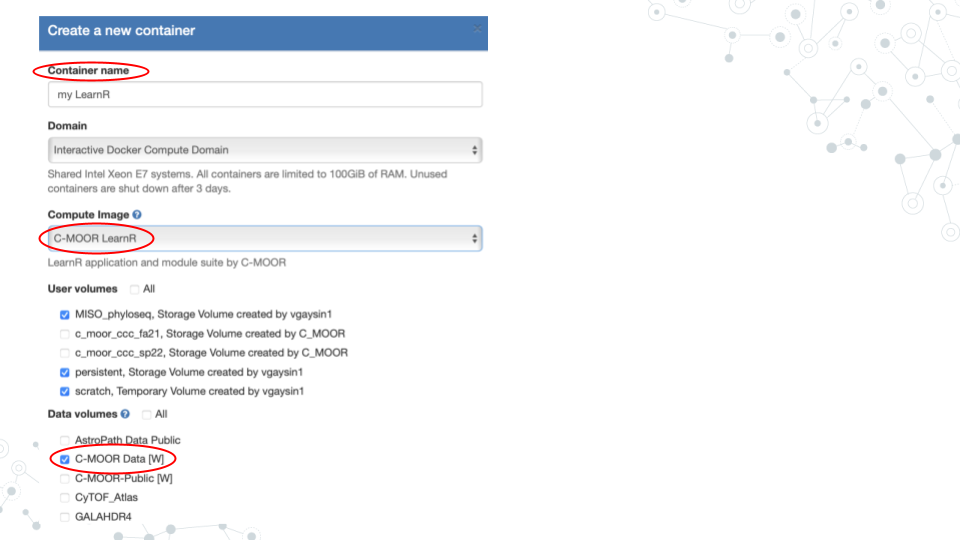 Create a new container
Container name
my LearnR
Domain
Interactive Docker Compute Domain
Shared Intel Xeon E7 systems. All containers are limited to 100GiB of RAM. Unused
containers are shut down after 3 days.
Compute Image
C-MOOR LearnR
LearnR application and module suite by C-MOOR
User volumes All
MISO_phyloseq, Storage Volume created by vgaysin1
c_moor_ccc_fa21, Storage Volume created by C_MOOR
c_moor_ccc_sp22, Storage Volume created by C_MOOR
persistent, Storage Volume created by vgaysin1
scratch, Temporary Volume created by vgaysin1
Data volumes All
AstroPath Data Public
C-MOOR Data [W]
C-MOOR-Public [W]
CyTOF_Atlas
GALAHDR4